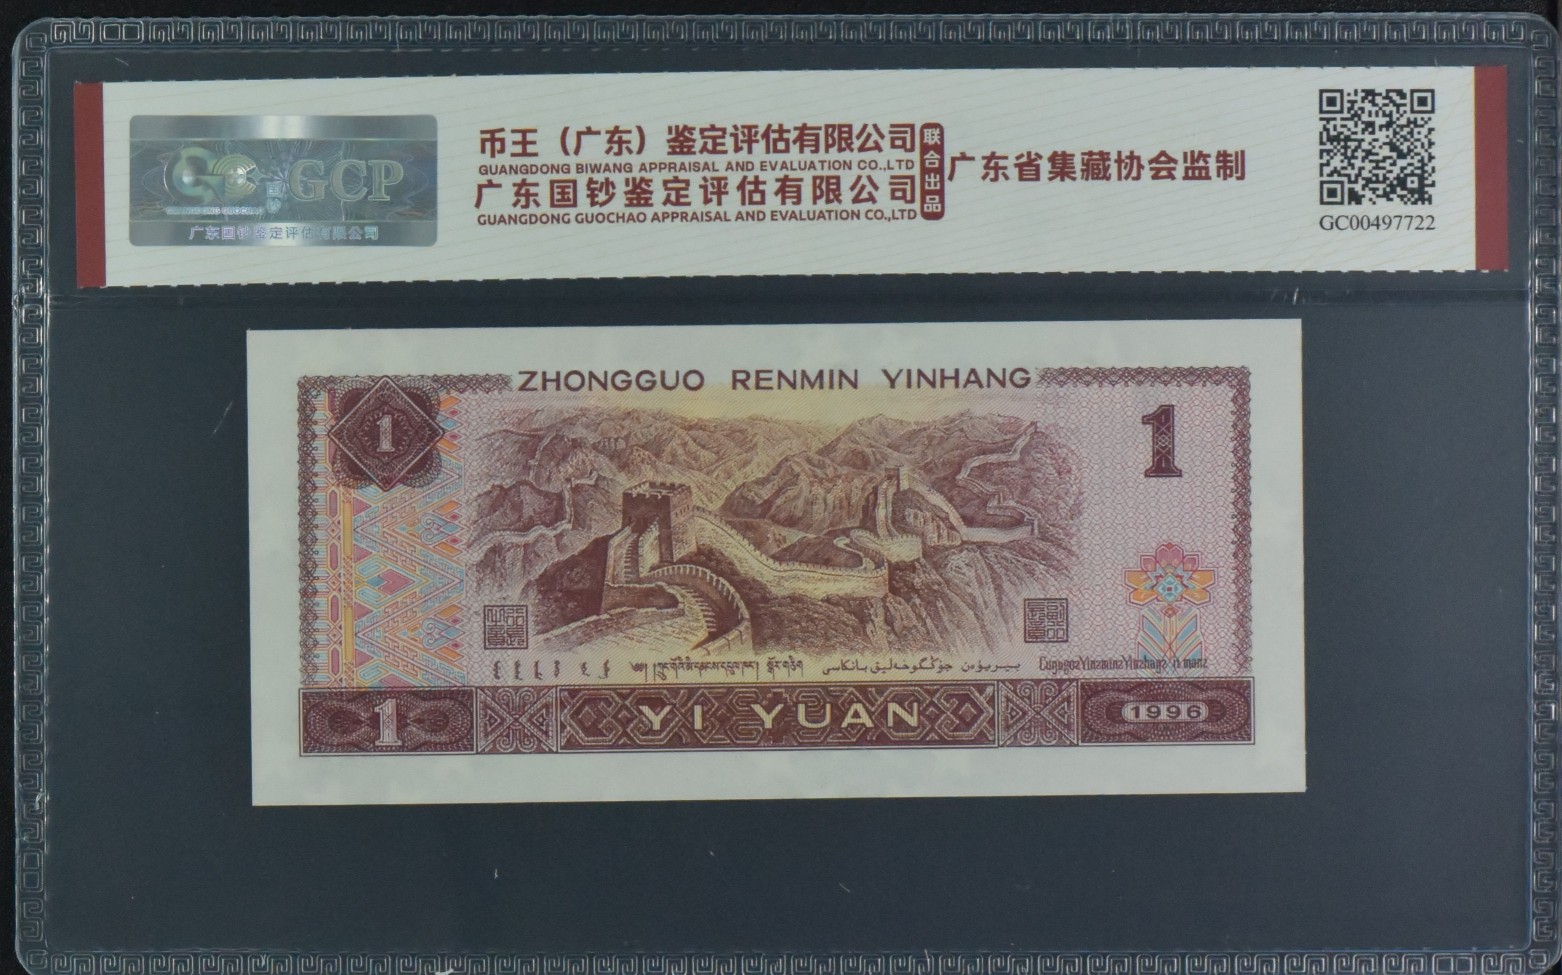 币王（广东）鉴定评估有限公司
GUANGDONG BIWANG APPRAISAL AND EVALUATION CO.,LTD
广东国钞鉴定评估有限公司
GUANGDONG GUOCHAO APPRAISAL AND EVALUATION CO.,LTD
联合出品
广东省集藏协会监制
GCP
国钞
广东国钞鉴定评估有限公司
GC00497722
ZHONGGUO RENMIN YINHANG
1
1
1
YI YUAN
1996